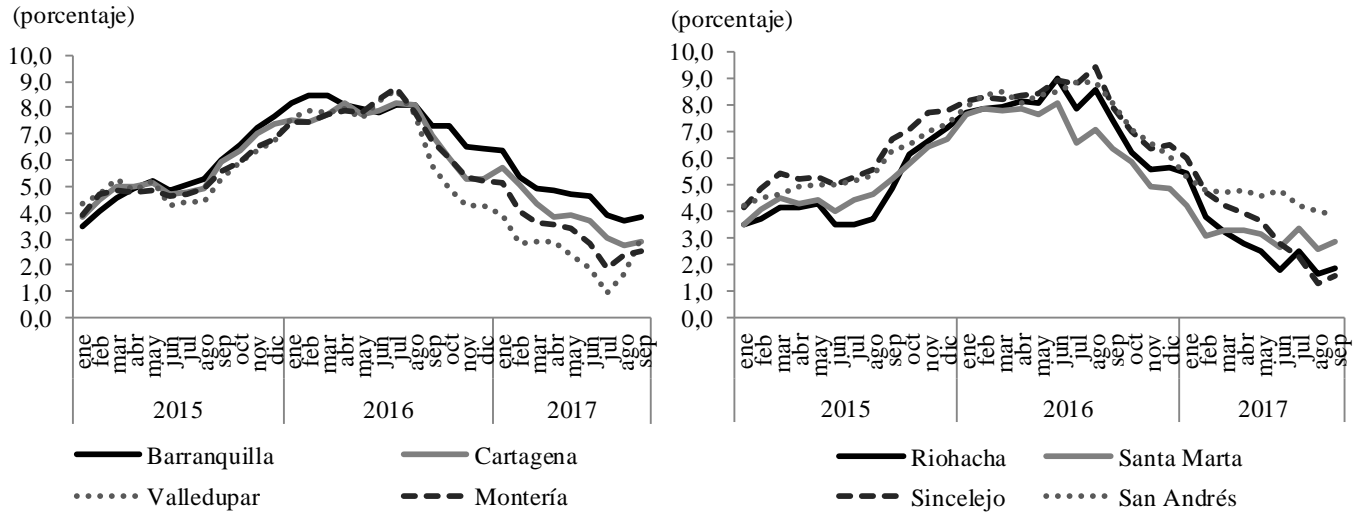 (porcentaje)
10,0
9,0
8,0
7,0
6,0
5,0
4,0
3,0
2,0
1,0
0,0
ene feb mar abr may jun jul ago sep oct nov dic ene feb mar abr may jun jul ago sep oct nov dic ene feb mar abr may jun jul ago sep
2015 2016 2017
Barranquilla Cartagena
Valledupar Montería
(porcentaje)
10,0
9,0
8,0
7,0
6,0
5,0
4,0
3,0
2,0
1,0
0,0
ene feb mar abr may jun jul ago sep oct nov dic ene feb mar abr may jun jul ago sep oct nov dic ene feb mar abr may jun jul ago sep
2015 2016 2017
Riohacha Santa Marta
Sincelejo San Andrés